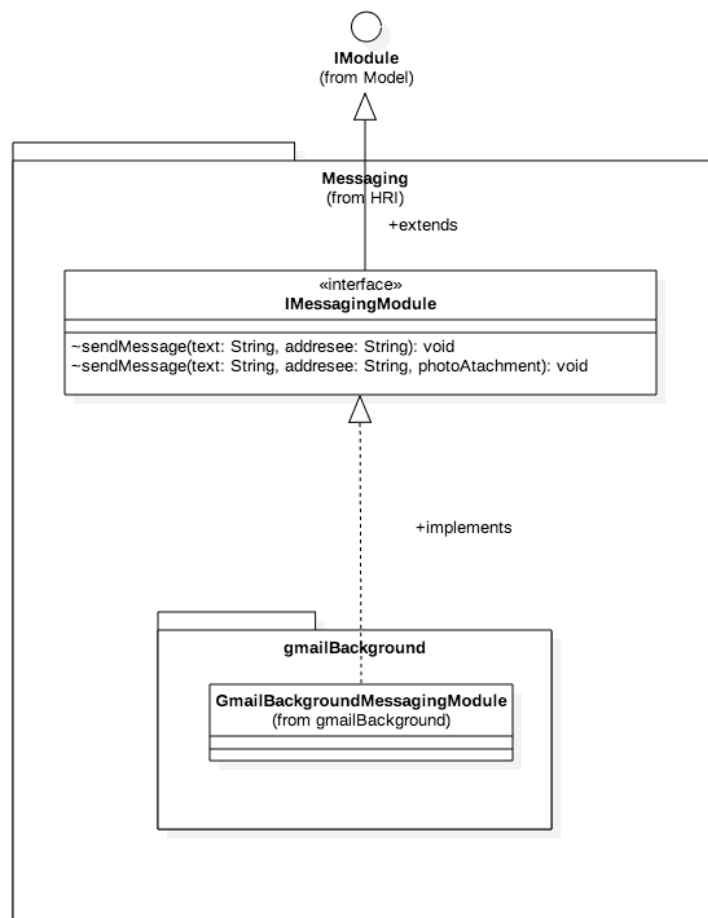 IModule
(from Model)
Messaging
(from HRI)
+extends
«interface»
IMessagingModule
~sendMessage(text: String, addresee: String): void
~sendMessage(text: String, addresee: String, photoAtachment): void
+implements
gmailBackground
GmailBackgroundMessagingModule
(from gmailBackground)